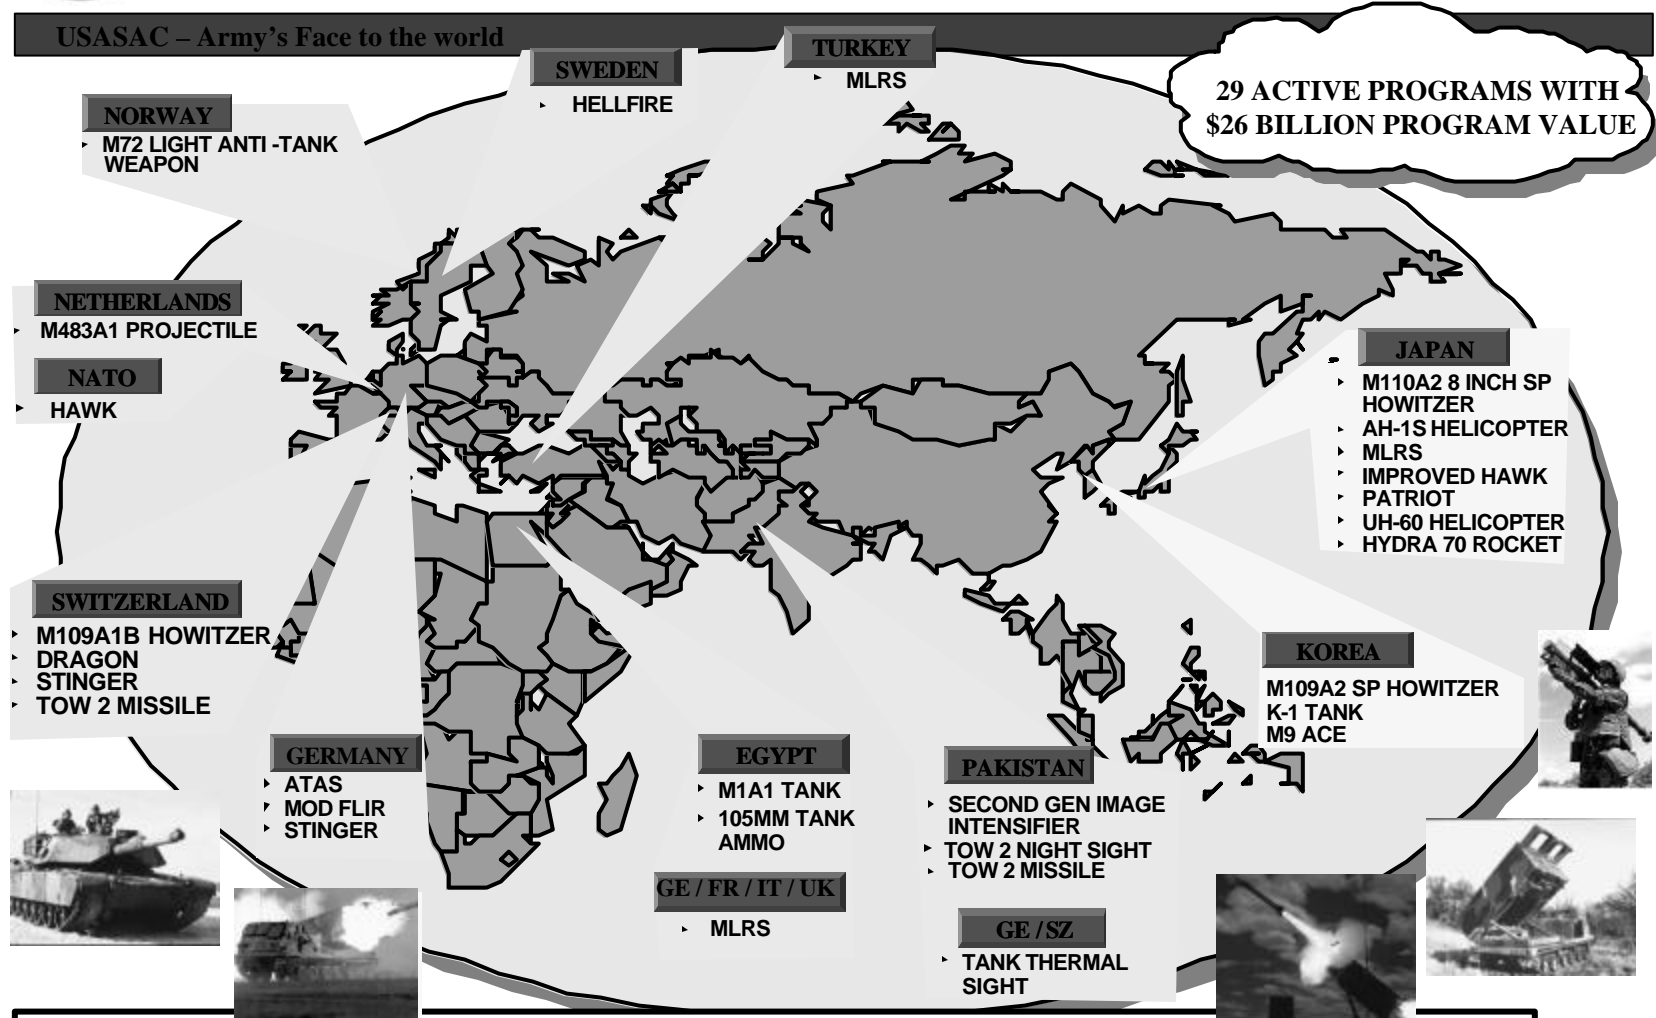 USASAC – Army's Face to the world
29 ACTIVE PROGRAMS WITH
$26 BILLION PROGRAM VALUE
TURKEY
MLRS
SWEDEN
HELLFIRE
NORWAY
M72 LIGHT ANTI -TANK
WEAPON
NETHERLANDS
M483A1 PROJECTILE
NATO
HAWK
JAPAN
M110A2 8 INCH SP
HOWITZER
AH-1S HELICOPTER
MLRS
IMPROVED HAWK
PATRIOT
UH-60 HELICOPTER
HYDRA 70 ROCKET
SWITZERLAND
M109A1B HOWITZER
DRAGON
STINGER
TOW 2 MISSILE
KOREA
M109A2 SP HOWITZER
K-1 TANK
M9 ACE
GERMANY
ATAS
MOD FLIR
STINGER
EGYPT
M1A1 TANK
105MM TANK
AMMO
GE / FR / IT / UK
MLRS
PAKISTAN
SECOND GEN IMAGE
INTENSIFIER
TOW 2 NIGHT SIGHT
TOW 2 MISSILE
GE / SZ
TANK THERMAL
SIGHT